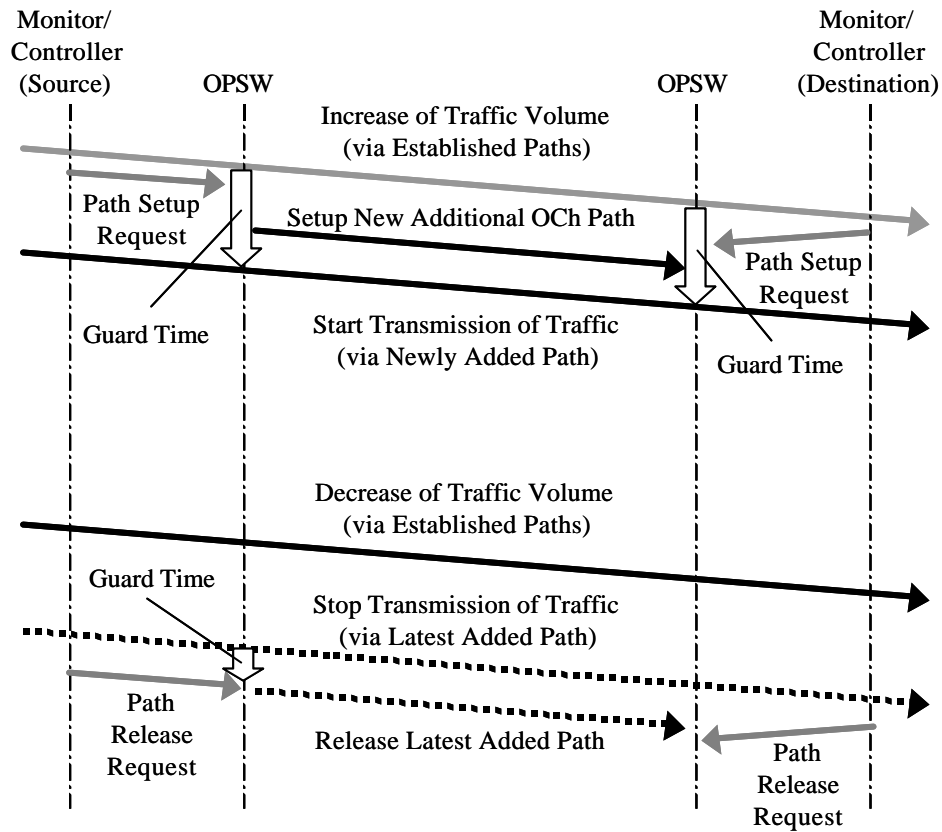 Monitor/
Controller
(Source)
OPSW
OPSW
Monitor/
Controller
(Destination)
Increase of Traffic Volume
(via Established Paths)
Path Setup
Request
Setup New Additional OCh Path
Path Setup
Request
Guard Time
Start Transmission of Traffic
(via Newly Added Path)
Guard Time
Decrease of Traffic Volume
(via Established Paths)
Guard Time
Stop Transmission of Traffic
(via Latest Added Path)
Path
Release
Request
Release Latest Added Path
Path
Release
Request